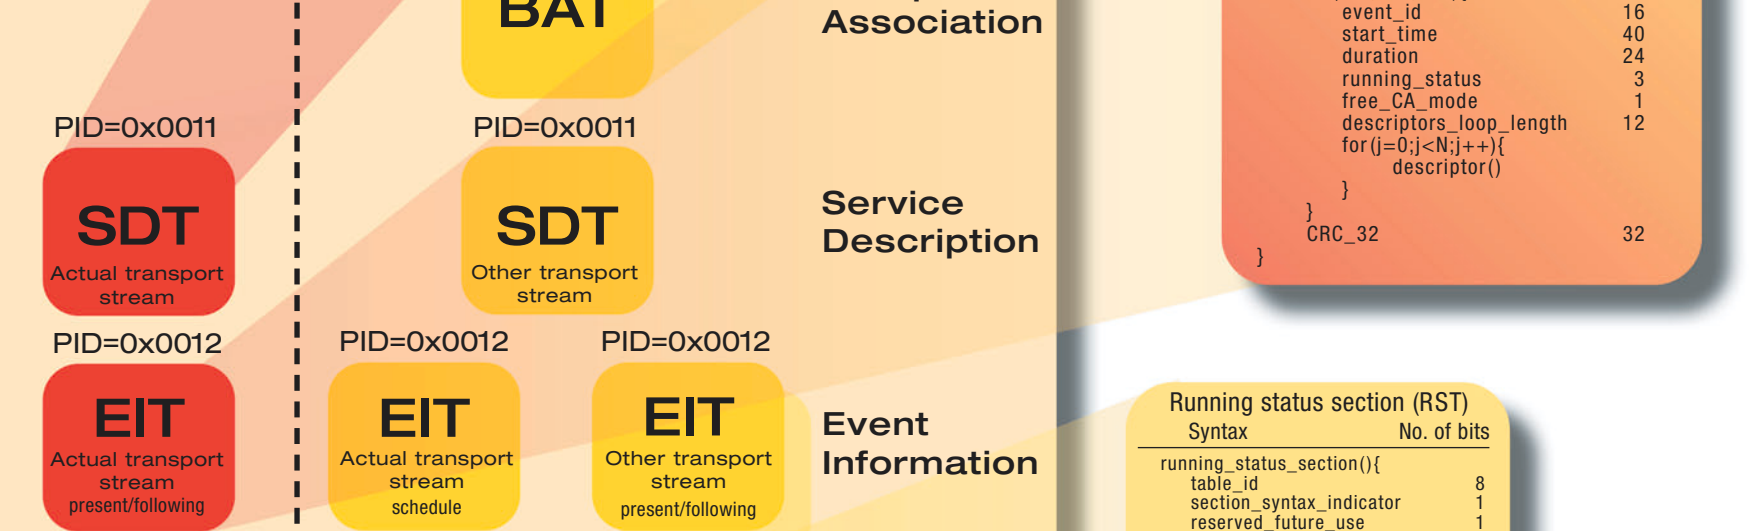 BAT
Association
PID=0x0011
SDT
Actual transport
stream
PID=0x0011
SDT
Other transport
stream
Service
Description
PID=0x0012
EIT
Actual transport
stream
present/following
PID=0x0012
EIT
Actual transport
stream
schedule
PID=0x0012
EIT
Other transport
stream
present/following
Event
Information
event_id 16
start_time 40
duration 24
running_status 3
free_CA_mode 1
descriptors_loop_length 12
for(j=0;j<N;j++){
descriptor()
}
}
CRC_32 32
}
Running status section (RST)
Syntax No. of bits
running_status_section(){
table_id 8
section_syntax_indicator 1
reserved_future_use 1